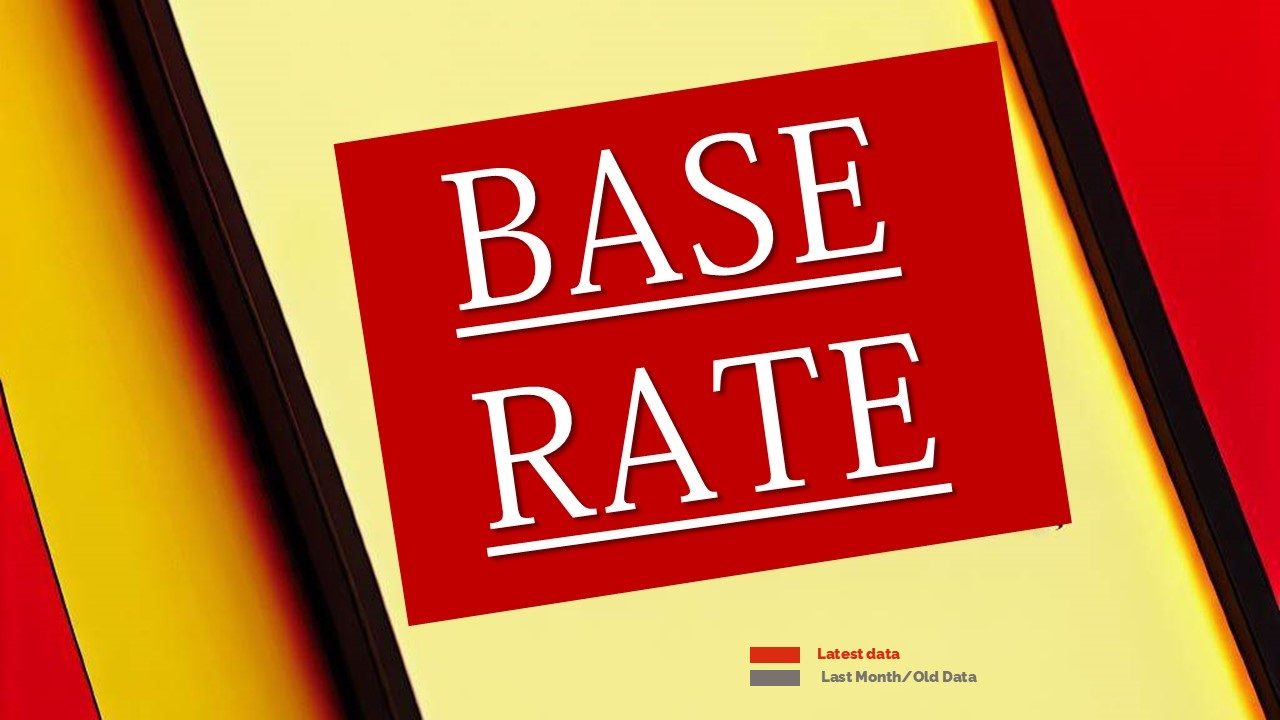 BASE
RATE
Latest data
Last Month/Old Data